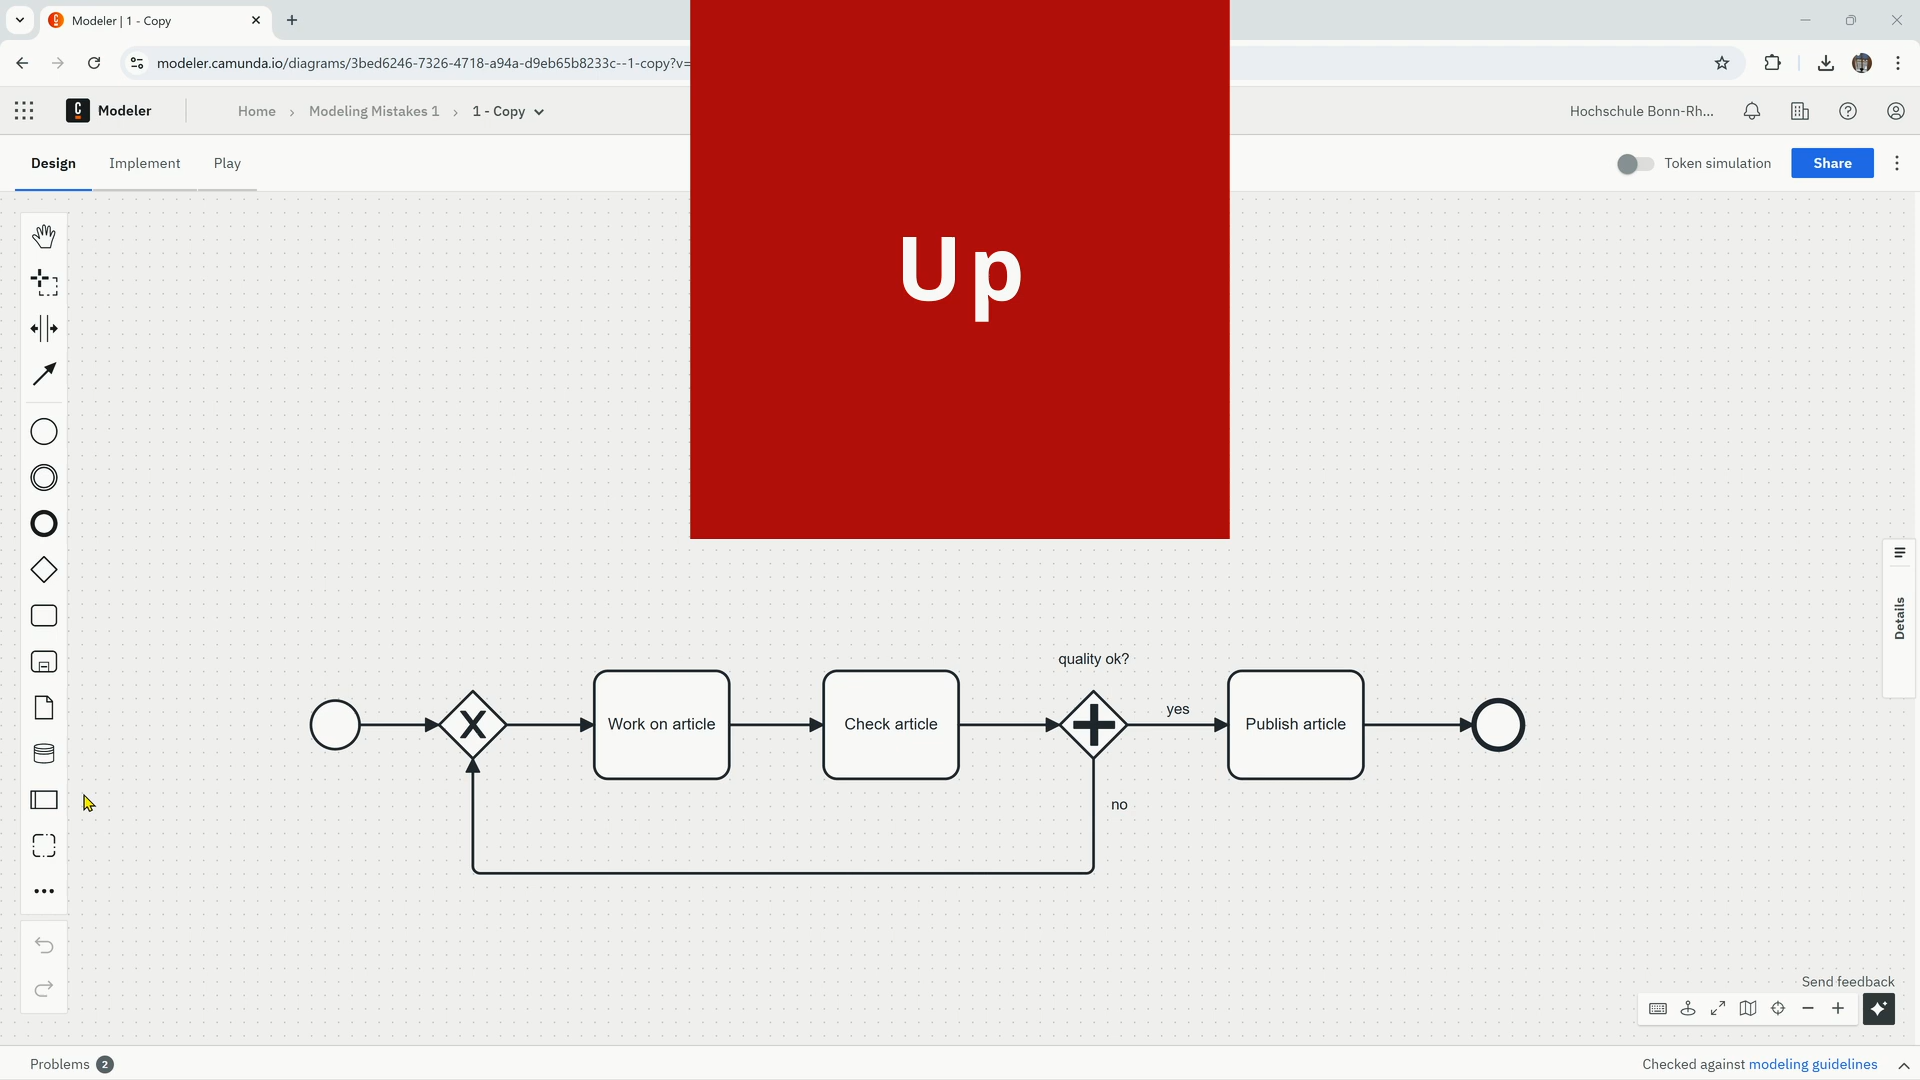 Modeler | 1 - Copy
modeler.camunda.io/diagrams/3bed6246-7326-4718-a94a-d9eb65b8233c--1-copy?v=
Modeler
Home > Modeling Mistakes 1 > 1 - Copy
Hochschule Bonn-Rh...
Design Implement Play
Token simulation
Share
Up
Details
quality ok?
Work on article
Check article
yes
Publish article
no
Send feedback
Problems 2
Checked against modeling guidelines